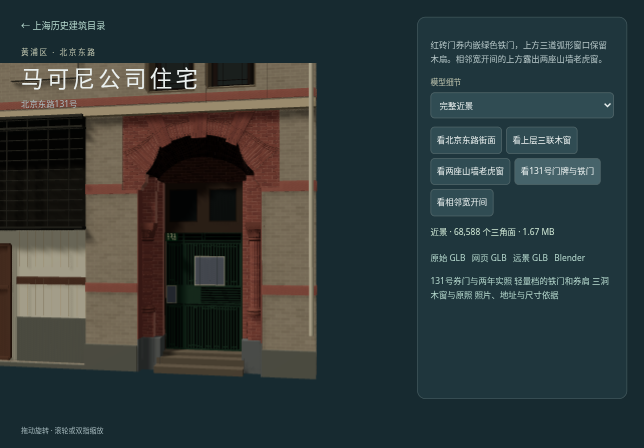 ← 上海历史建筑目录
黄浦区 · 北京东路
马可尼公司住宅
北京东路131号
拖动旋转 · 滚轮或双指缩放
红砖门券内嵌绿色铁门，上方三道弧形窗口保留
木扇。相邻宽开间的上方露出两座老虎窗。
模型细节
完整近景
看北京东路街面
看上层三联木窗
看两座山墙老虎窗
看131号门牌与铁门
看相邻宽开间
近景 · 68,588 个三角面 · 1.67 MB
原始 GLB 网页 GLB 远景 GLB Blender
131号券门与两年实照 轻量档的铁门和券肩 三洞
木窗与原照 照片、地址与尺寸依据